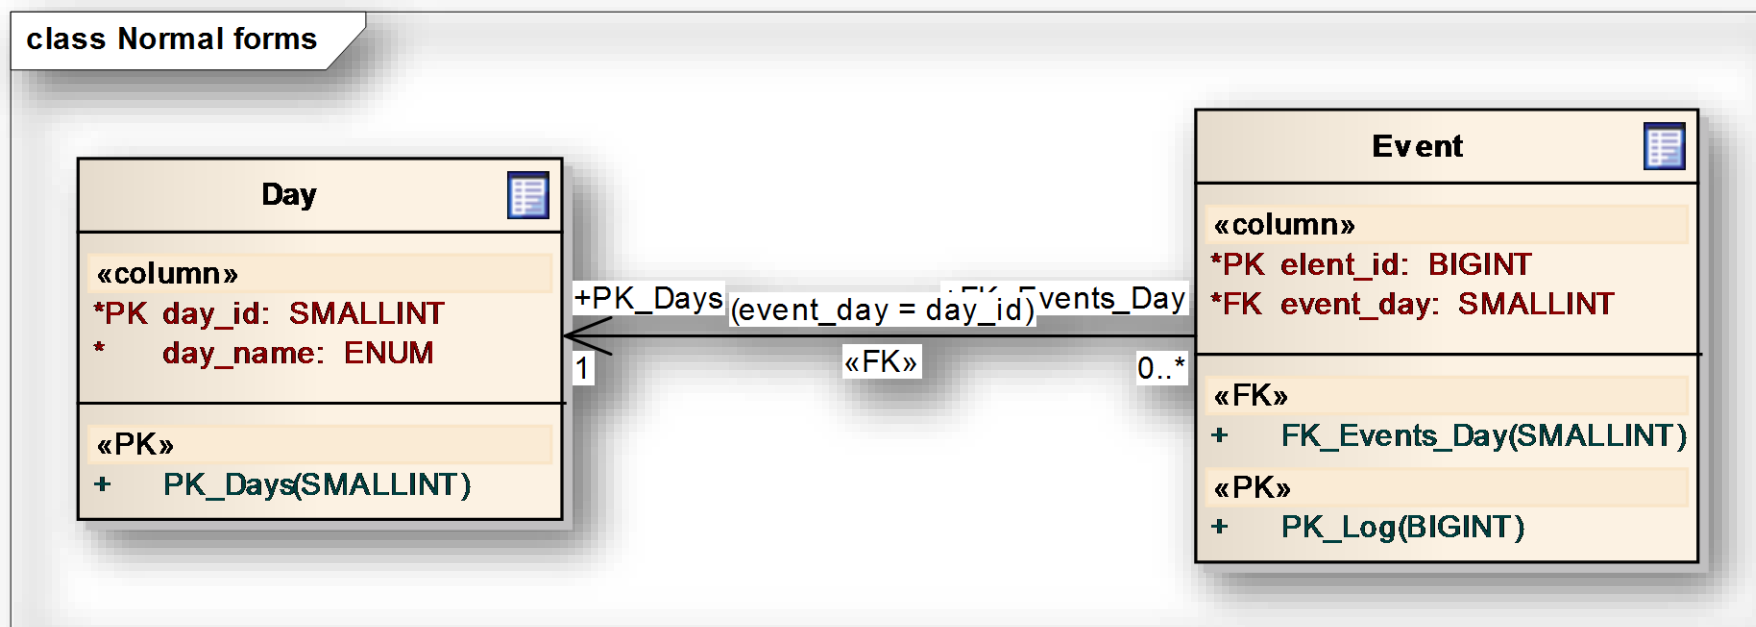 class Normal forms
Day
«column»
*PK day_id: SMALLINT
* day_name: ENUM
«PK»
+ PK_Days(SMALLINT)
+PK_Days
(event_day = day_id)
Events_Day
1
«FK»
0..*
Event
«column»
*PK elent_id: BIGINT
*FK event_day: SMALLINT
«FK»
+ FK_Events_Day(SMALLINT)
«PK»
+ PK_Log(BIGINT)